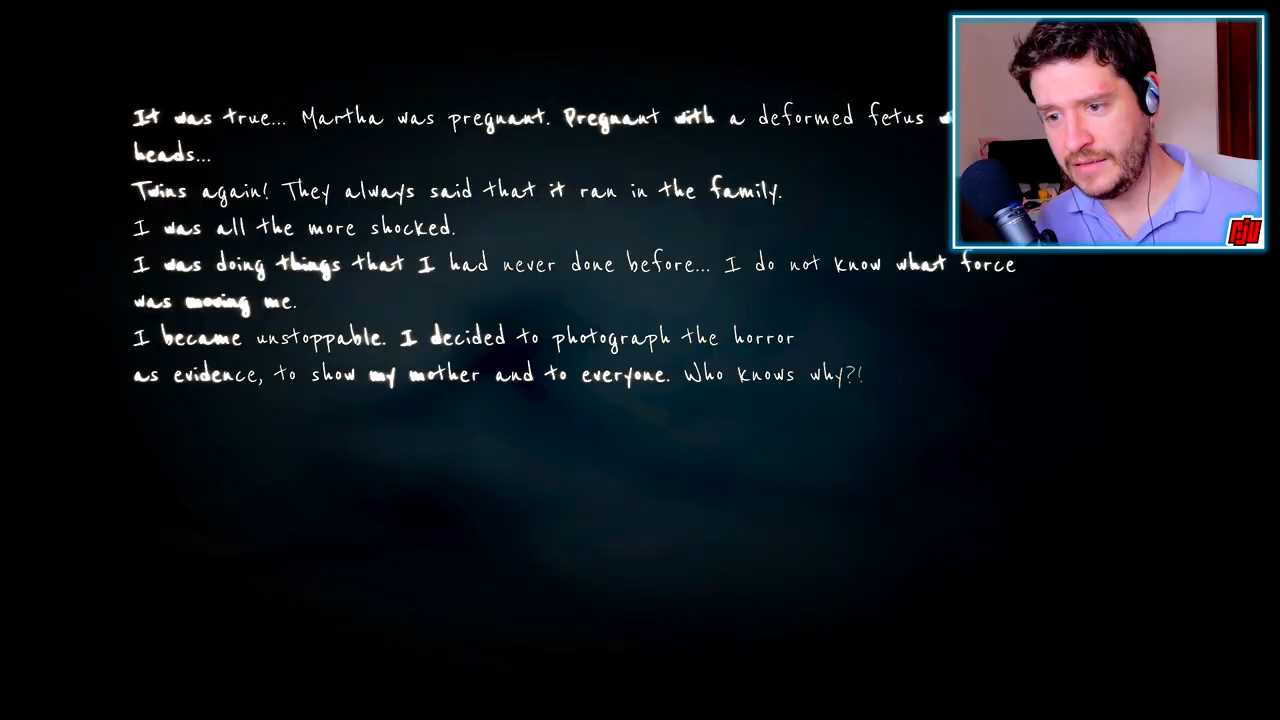 It was true... Martha was pregnant. Pregnant with a deformed fetus
heads...
Twins again! They always said that it ran in the family.
I was all the more shocked.
I was doing things that I had never done before... I do not know what force
was moving me.
I became unstoppable. I decided to photograph the horror
as evidence, to show my mother and to everyone. Who knows why?!